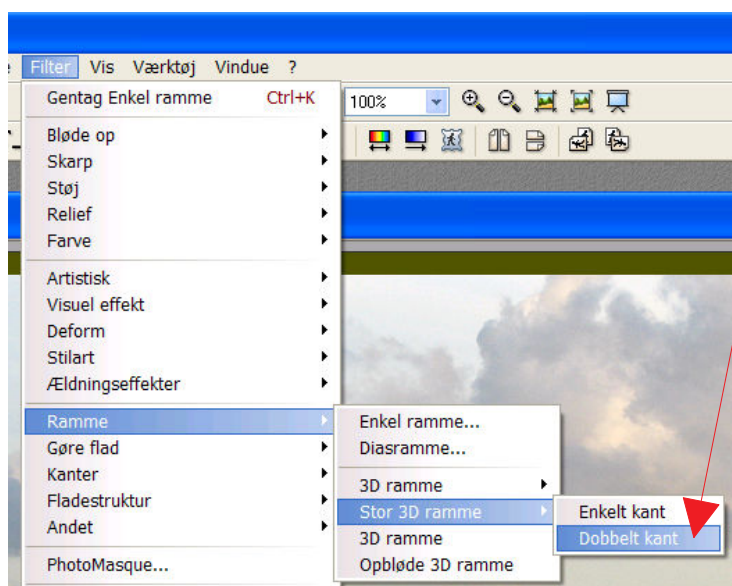 Filter Vis Værktøj Vindue ?
Gentag Enkel ramme Ctrl+K
100%
Bløde op
Skarp
Støj
Relief
Farve
Artistisk
Visuel effekt
Deform
Stilart
Ældningseffekter
Ramme
Gøre flad
Kanter
Fladestruktur
Andet
PhotoMasque...
Enkel ramme...
Diasramme...
3D ramme
Stor 3D ramme
3D ramme
Opbløde 3D ramme
Enkelt kant
Dobbelt kant